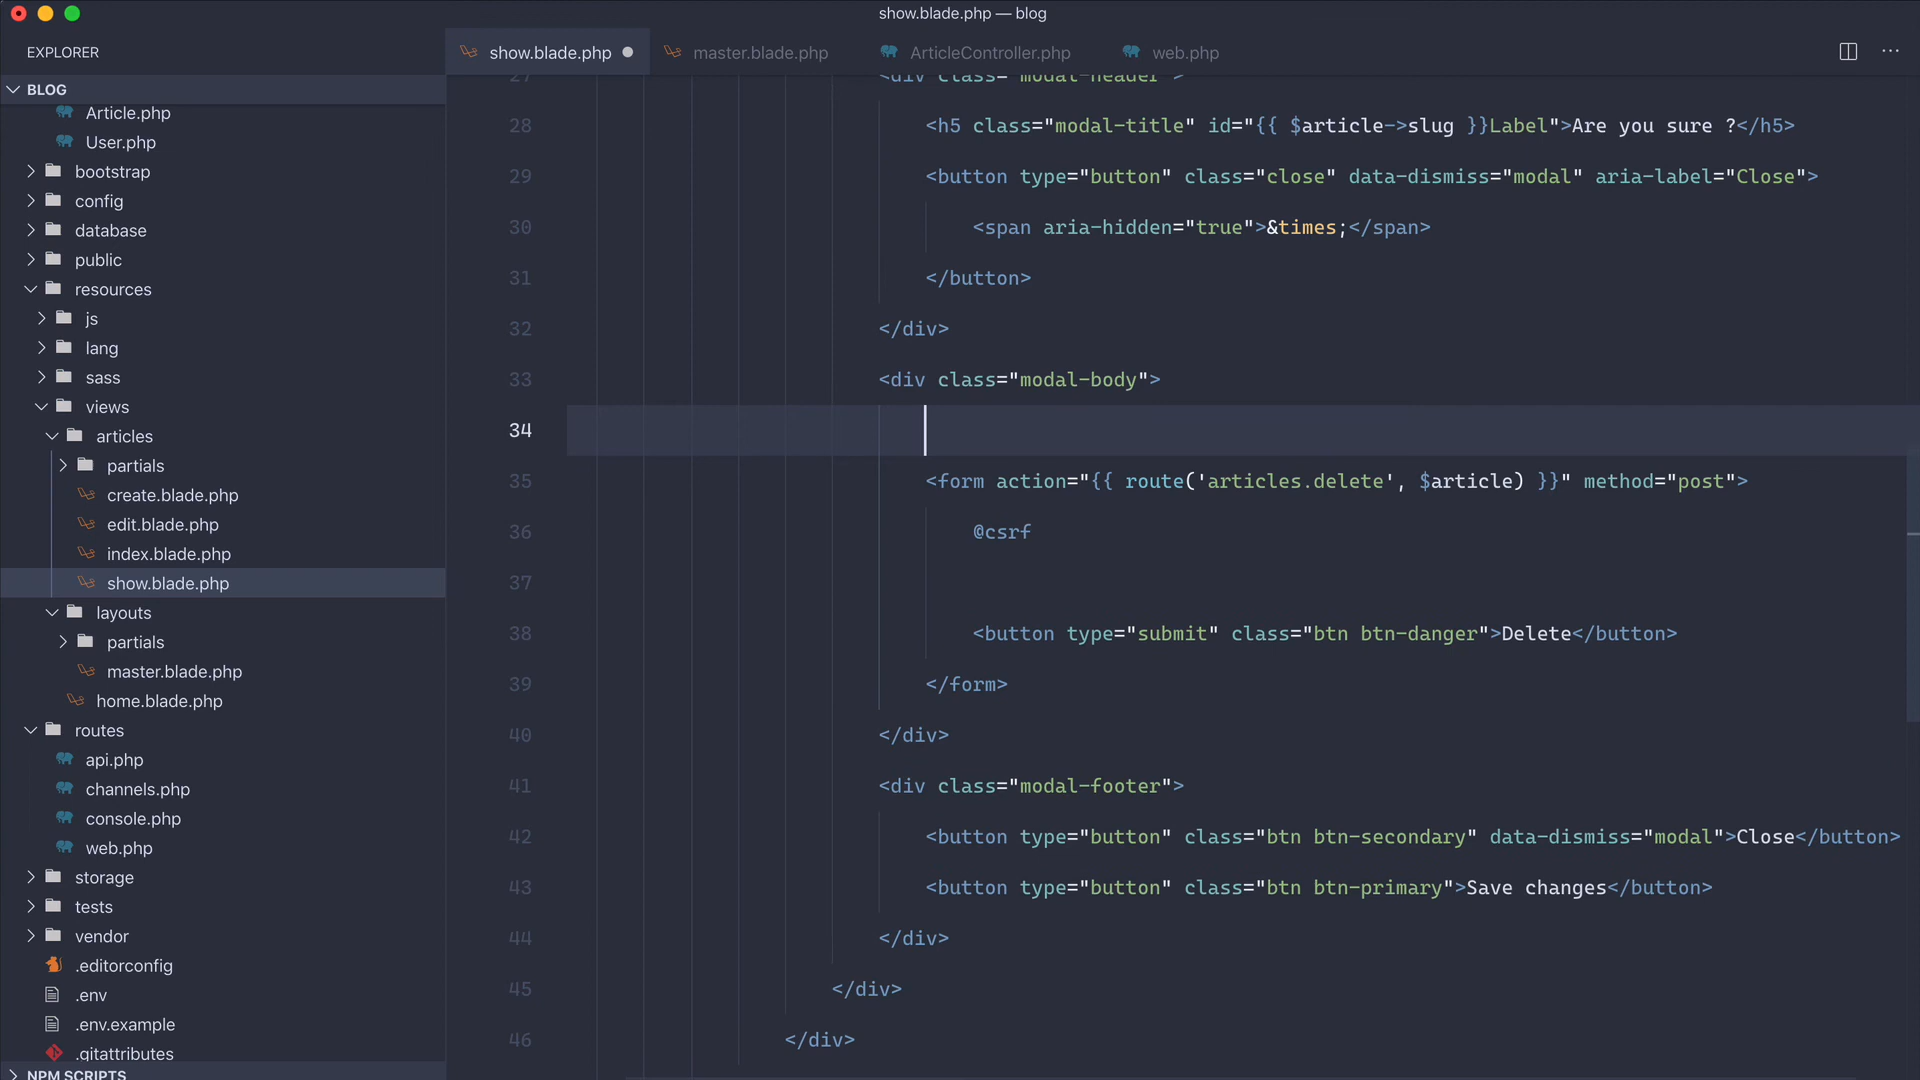 show.blade.php — blog
EXPLORER
show.blade.php
master.blade.php
ArticleController.php
web.php
BLOG
Article.php
User.php
bootstrap
config
database
public
resources
js
lang
sass
views
articles
partials
create.blade.php
edit.blade.php
index.blade.php
show.blade.php
layouts
partials
master.blade.php
home.blade.php
routes
api.php
channels.php
console.php
web.php
storage
tests
vendor
.editorconfig
.env
.env.example
.gitattributes
NPM SCRIPTS
27 <div class="modal-header">
28 <h5 class="modal-title" id="{{ $article->slug }}Label">Are you sure ?</h5>
29 <button type="button" class="close" data-dismiss="modal" aria-label="Close">
30 <span aria-hidden="true">&times;</span>
31 </button>
32 </div>
33 <div class="modal-body">
34
35 <form action="{{ route('articles.delete', $article) }}" method="post">
36 @csrf
37
38 <button type="submit" class="btn btn-danger">Delete</button>
39 </form>
40 </div>
41 <div class="modal-footer">
42 <button type="button" class="btn btn-secondary" data-dismiss="modal">Close</button>
43 <button type="button" class="btn btn-primary">Save changes</button>
44 </div>
45 </div>
46 </div>